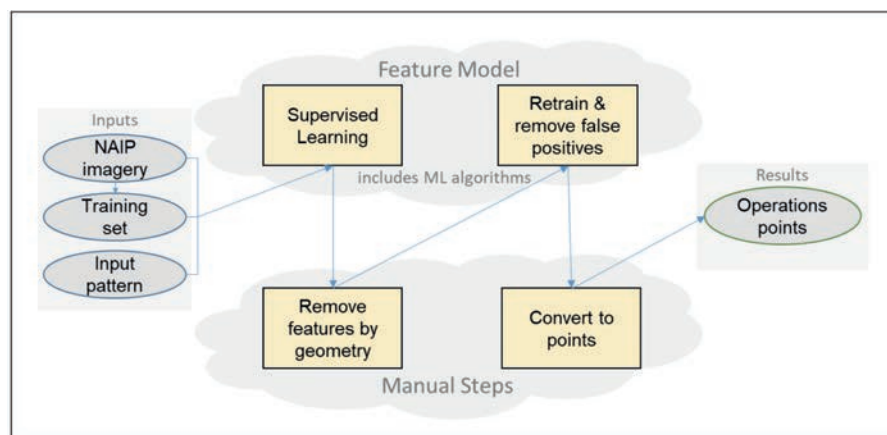 Feature Model
Inputs
NAIP
imagery
Training
set
Input
pattern
Supervised
Learning
Retrain &
remove false
positives
includes ML algorithms
Results
Operations
points
Remove
features by
geometry
Convert to
points
Manual Steps